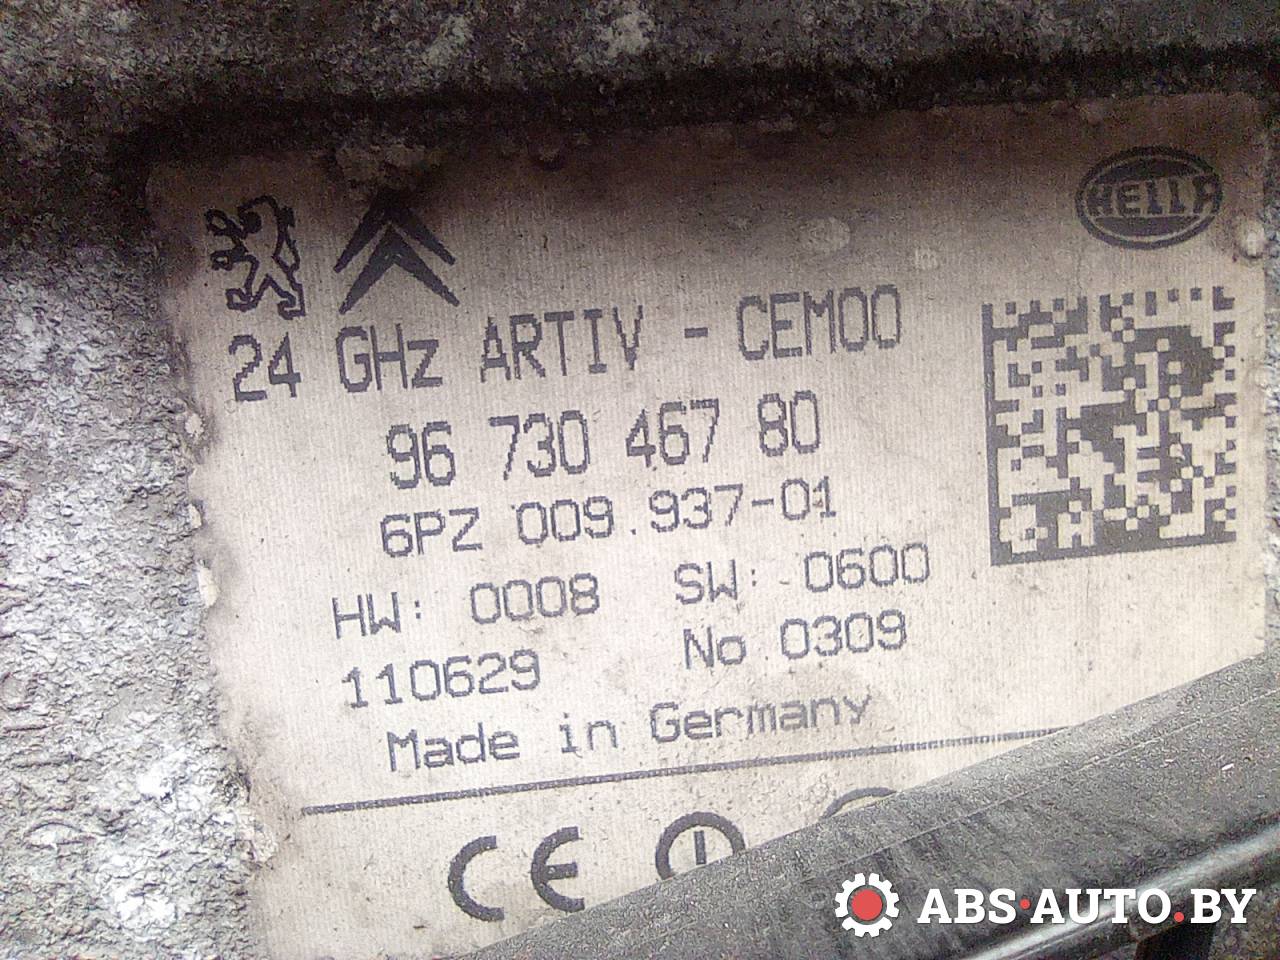 HELLA
24 GHz ARTIV - CEM00
96 730 467 80
6PZ 009.937-01
HW: 0008 SW: 0600
110629 No 0309
Made in Germany
CE
ABS·AUTO.BY